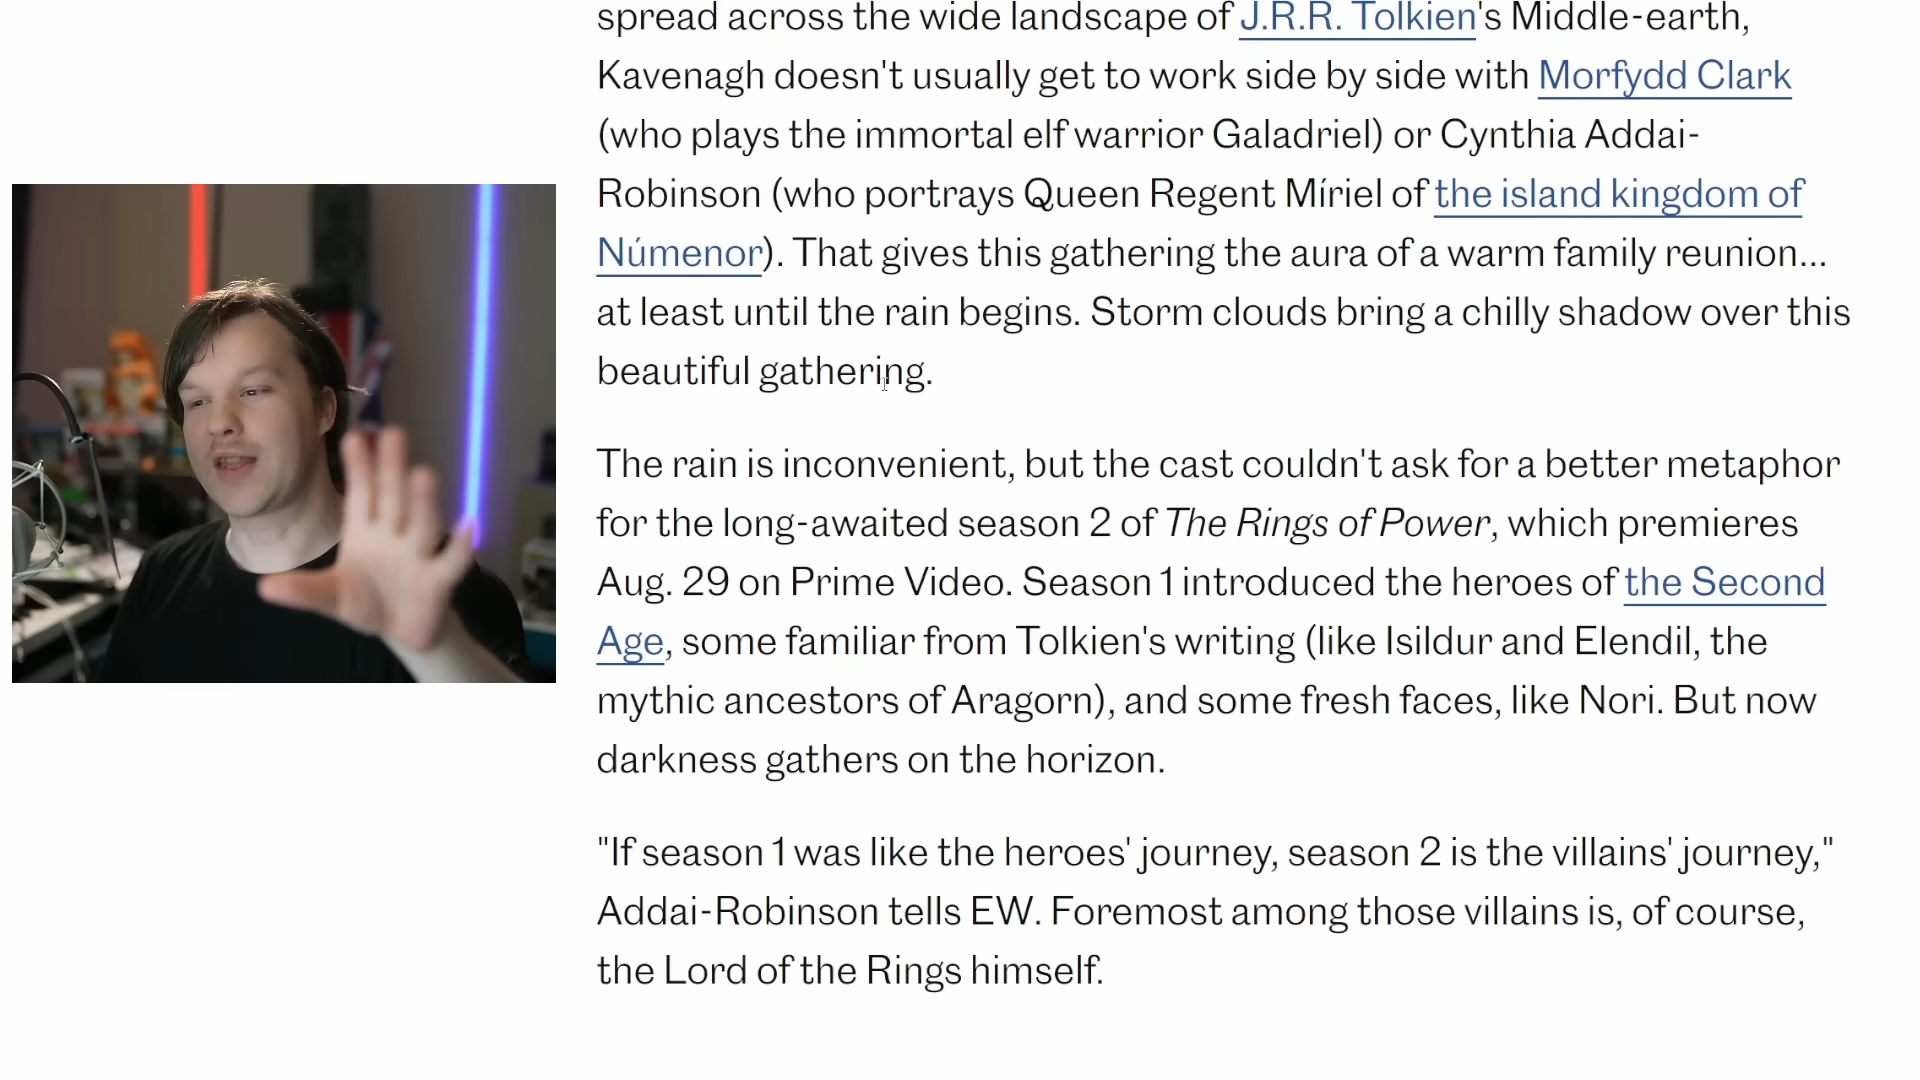 spread across the wide landscape of J.R.R. Tolkien's Middle-earth,
Kavenagh doesn't usually get to work side by side with Morfydd Clark
(who plays the immortal elf warrior Galadriel) or Cynthia Addai-
Robinson (who portrays Queen Regent Míriel of the island kingdom of
Númenor). That gives this gathering the aura of a warm family reunion...
at least until the rain begins. Storm clouds bring a chilly shadow over this
beautiful gathering.
The rain is inconvenient, but the cast couldn't ask for a better metaphor
for the long-awaited season 2 of The Rings of Power, which premieres
Aug. 29 on Prime Video. Season 1 introduced the heroes of the Second
Age, some familiar from Tolkien's writing (like Isildur and Elendil, the
mythic ancestors of Aragorn), and some fresh faces, like Nori. But now
darkness gathers on the horizon.
"If season 1 was like the heroes' journey, season 2 is the villains' journey,"
Addai-Robinson tells EW. Foremost among those villains is, of course,
the Lord of the Rings himself.